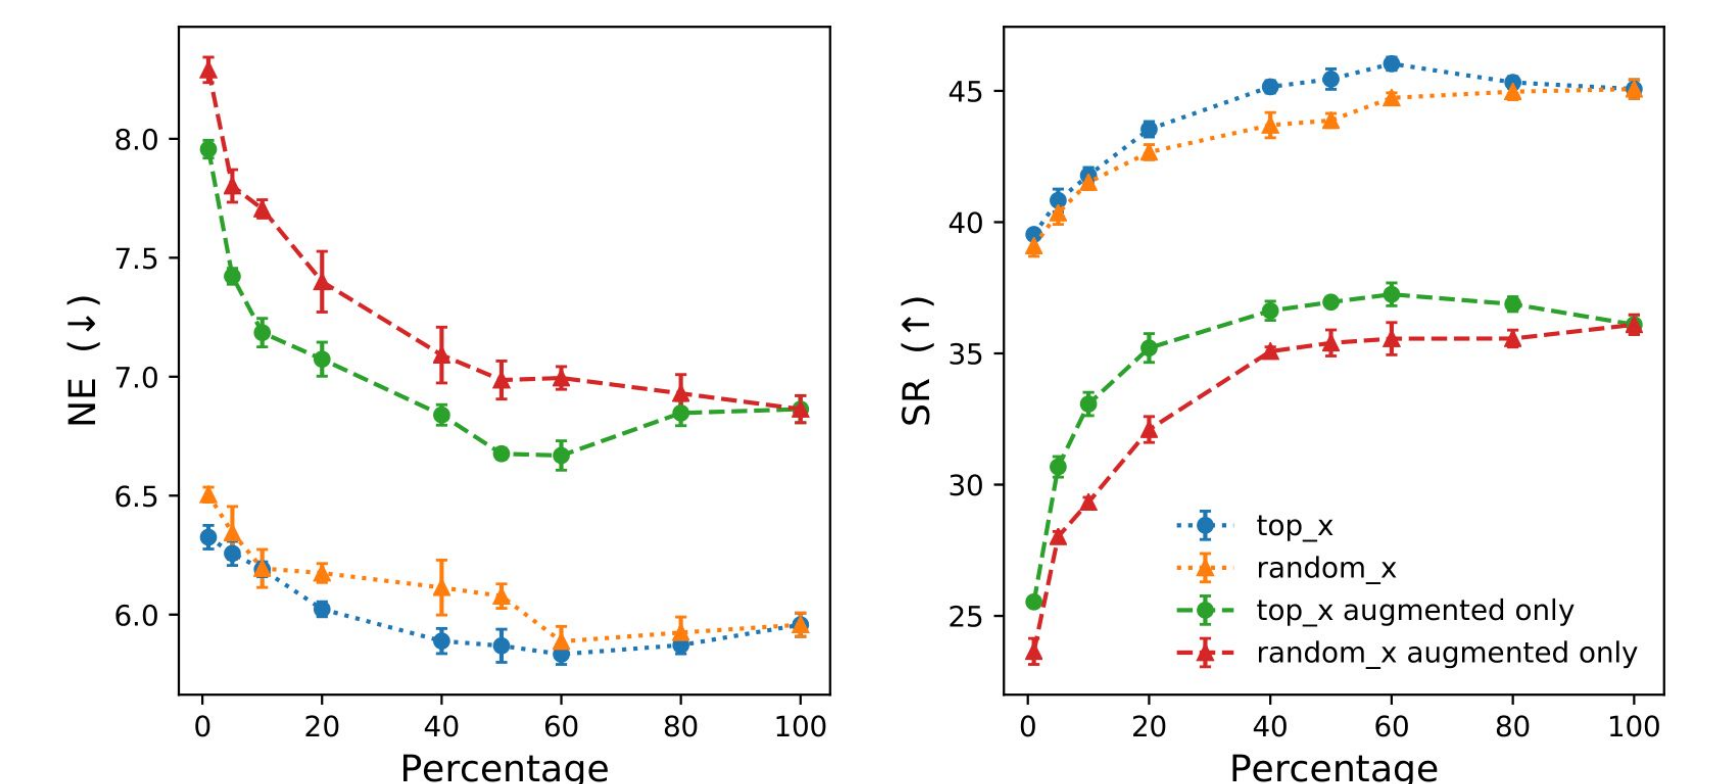 NE (↓)
8.0
7.5
7.0
6.5
6.0
0 20 40 60 80 100
Percentage
SR (↑)
45
40
35
30
25
top_x
random_x
top_x augmented only
random_x augmented only
0 20 40 60 80 100
Percentage